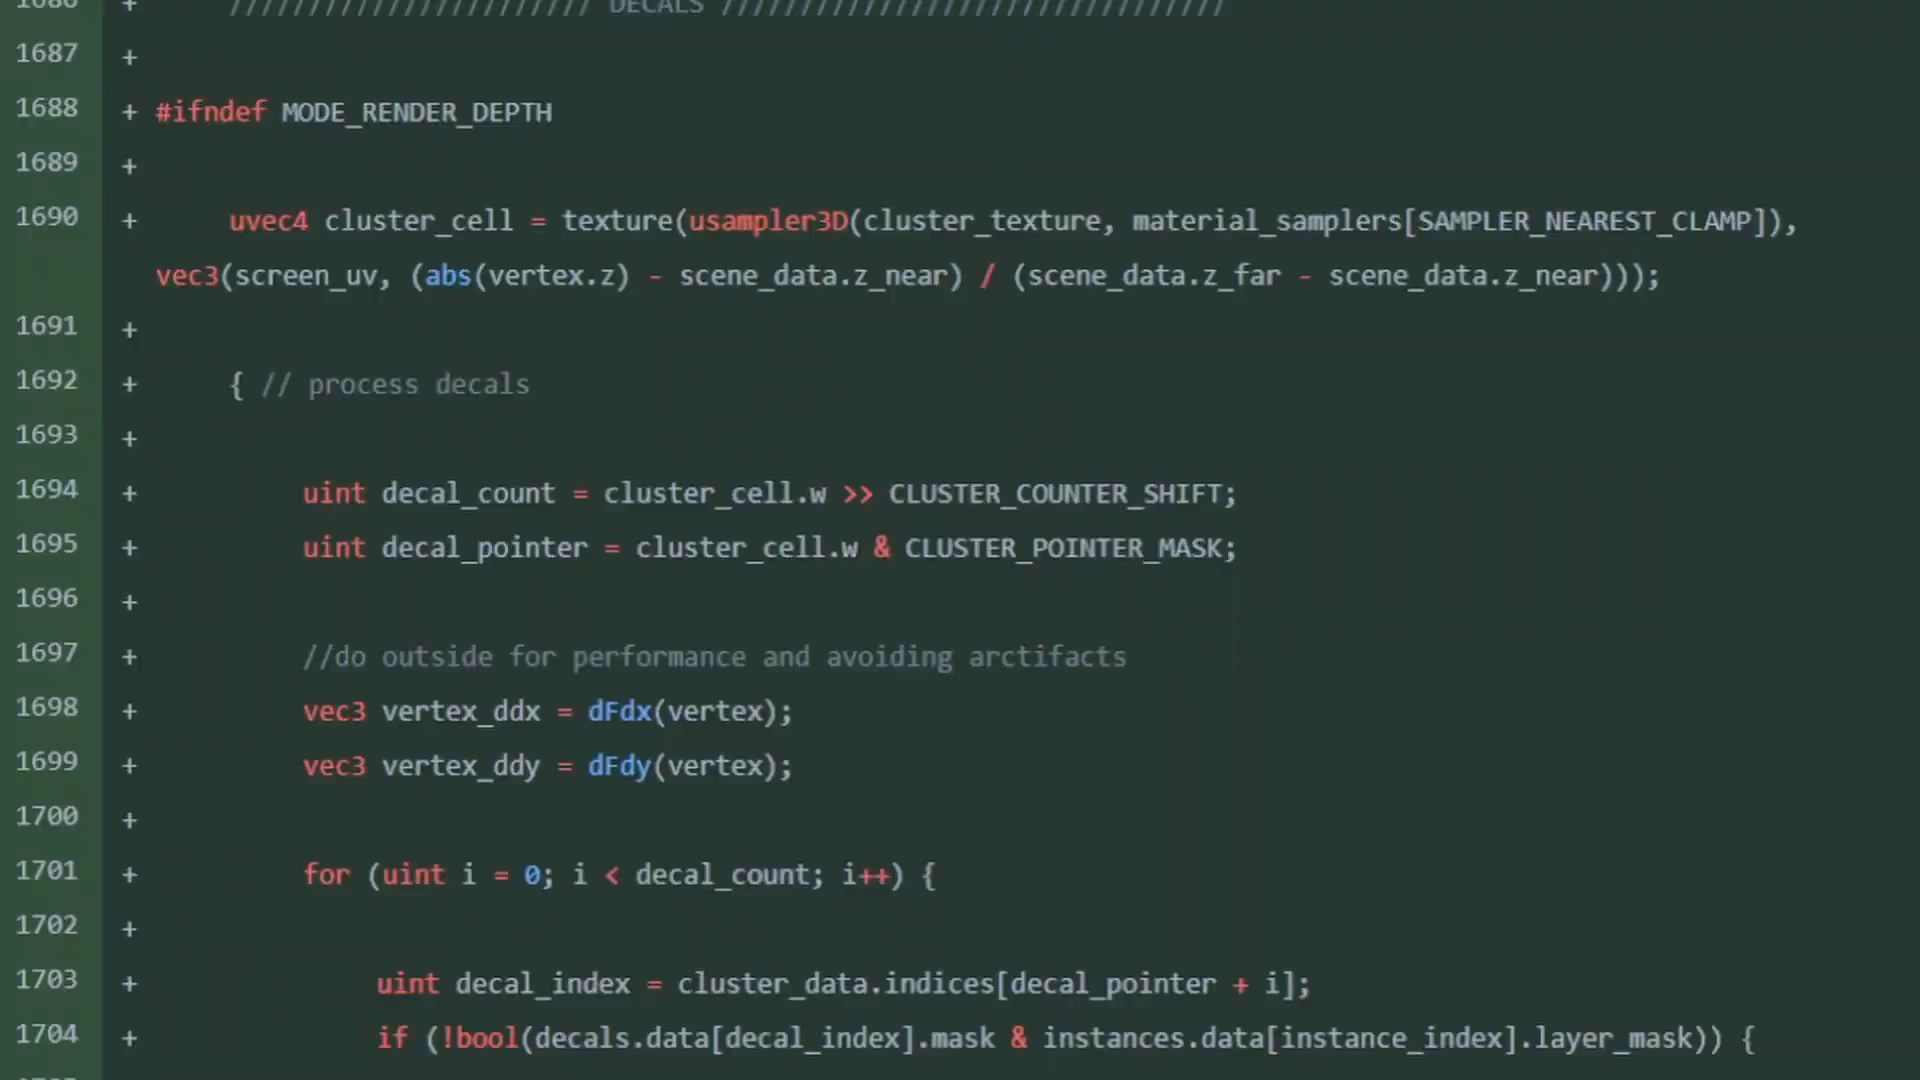 1686 + /////////////////////// DECALS ////////////////////////////////
1687 +
1688 + #ifndef MODE_RENDER_DEPTH
1689 +
1690 + uvec4 cluster_cell = texture(usampler3D(cluster_texture, material_samplers[SAMPLER_NEAREST_CLAMP]),
vec3(screen_uv, (abs(vertex.z) - scene_data.z_near) / (scene_data.z_far - scene_data.z_near)));
1691 +
1692 + { // process decals
1693 +
1694 + uint decal_count = cluster_cell.w >> CLUSTER_COUNTER_SHIFT;
1695 + uint decal_pointer = cluster_cell.w & CLUSTER_POINTER_MASK;
1696 +
1697 + //do outside for performance and avoiding arctifacts
1698 + vec3 vertex_ddx = dFdx(vertex);
1699 + vec3 vertex_ddy = dFdy(vertex);
1700 +
1701 + for (uint i = 0; i < decal_count; i++) {
1702 +
1703 + uint decal_index = cluster_data.indices[decal_pointer + i];
1704 + if (!bool(decals.data[decal_index].mask & instances.data[instance_index].layer_mask)) {